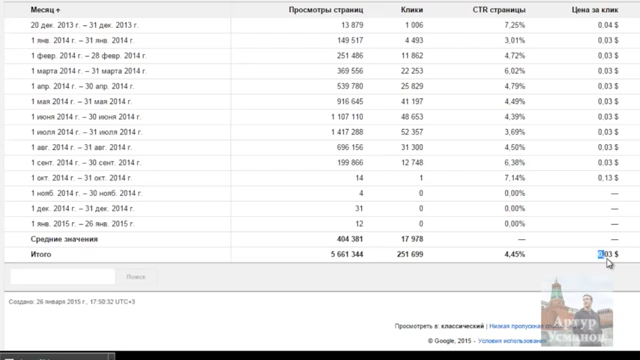 Месяц ↑ Просмотры страниц Клики CTR страницы Цена за клик
20 дек. 2013 г. – 31 дек. 2013 г. 13 879 1 006 7,25% 0,04 $
1 янв. 2014 г. – 31 янв. 2014 г. 149 517 4 493 3,01% 0,03 $
1 февр. 2014 г. – 28 февр. 2014 г. 251 486 11 862 4,72% 0,03 $
1 марта 2014 г. – 31 марта 2014 г. 369 556 22 253 6,02% 0,03 $
1 апр. 2014 г. – 30 апр. 2014 г. 539 780 25 829 4,79% 0,03 $
1 мая 2014 г. – 31 мая 2014 г. 916 645 41 197 4,49% 0,03 $
1 июня 2014 г. – 30 июня 2014 г. 1 107 110 48 653 4,39% 0,03 $
1 июля 2014 г. – 31 июля 2014 г. 1 417 288 52 357 3,69% 0,03 $
1 авг. 2014 г. – 31 авг. 2014 г. 696 156 31 300 4,50% 0,03 $
1 сент. 2014 г. – 30 сент. 2014 г. 199 866 12 748 6,38% 0,03 $
1 окт. 2014 г. – 31 окт. 2014 г. 14 1 7,14% 0,13 $
1 нояб. 2014 г. – 30 нояб. 2014 г. 4 0 0,00% —
1 дек. 2014 г. – 31 дек. 2014 г. 31 0 0,00% —
1 янв. 2015 г. – 26 янв. 2015 г. 12 0 0,00% —
Средние значения 404 381 17 978 — —
Итого 5 661 344 251 699 4,45% 0,03 $
Поиск
Создано: 26 января 2015 г., 17:50:32 UTC+3
Просмотреть в: классический | Низкая пропускная
© Google, 2015 - Условия использования
Артур
Усманов